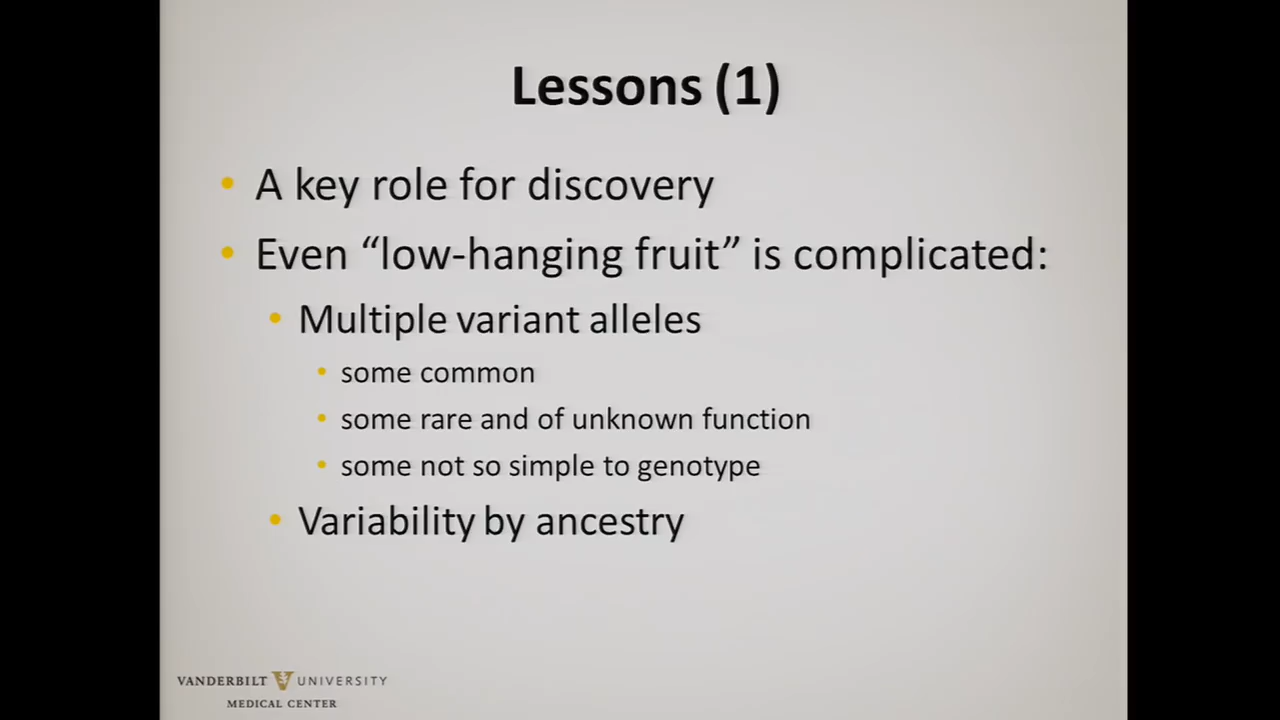 Lessons (1)
• A key role for discovery
• Even “low-hanging fruit” is complicated:
• Multiple variant alleles
• some common
• some rare and of unknown function
• some not so simple to genotype
• Variability by ancestry
VANDERBILT UNIVERSITY
MEDICAL CENTER